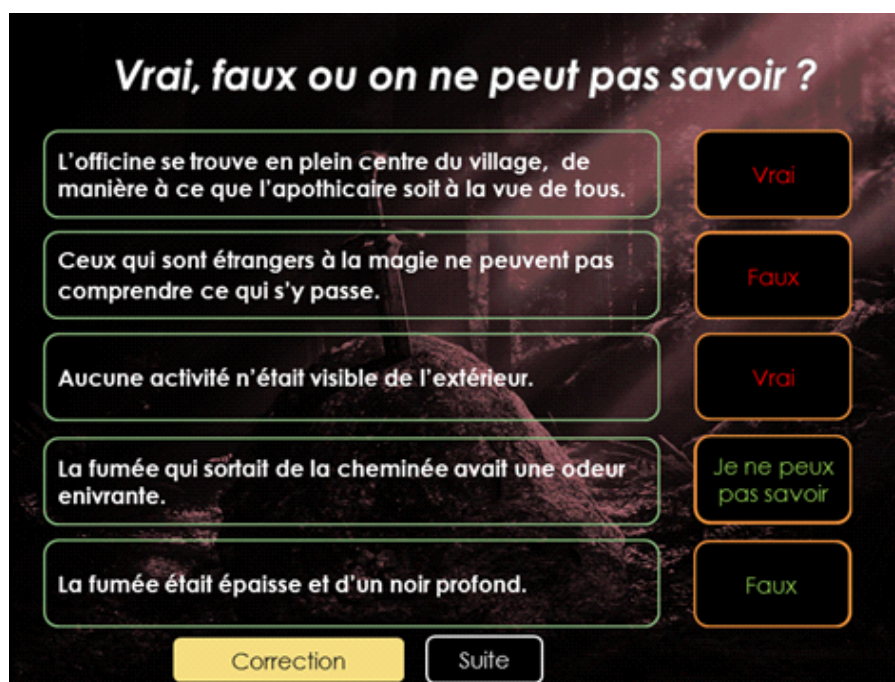 Vrai, faux ou on ne peut pas savoir ?
L'officine se trouve en plein centre du village, de
manière à ce que l'apothicaire soit à la vue de tous.
Vrai
Ceux qui sont étrangers à la magie ne peuvent pas
comprendre ce qui s'y passe.
Faux
Aucune activité n'était visible de l'extérieur.
Vrai
La fumée qui sortait de la cheminée avait une odeur
enivrante.
Je ne peux
pas savoir
La fumée était épaisse et d'un noir profond.
Faux
Correction
Suite